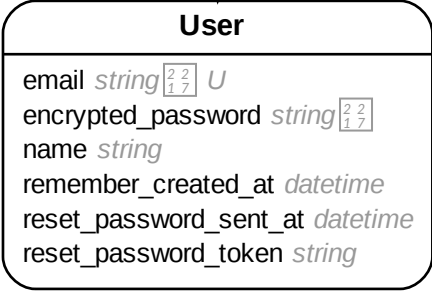 User
email string∗ U
encrypted_password string∗
name string
remember_created_at datetime
reset_password_sent_at datetime
reset_password_token string